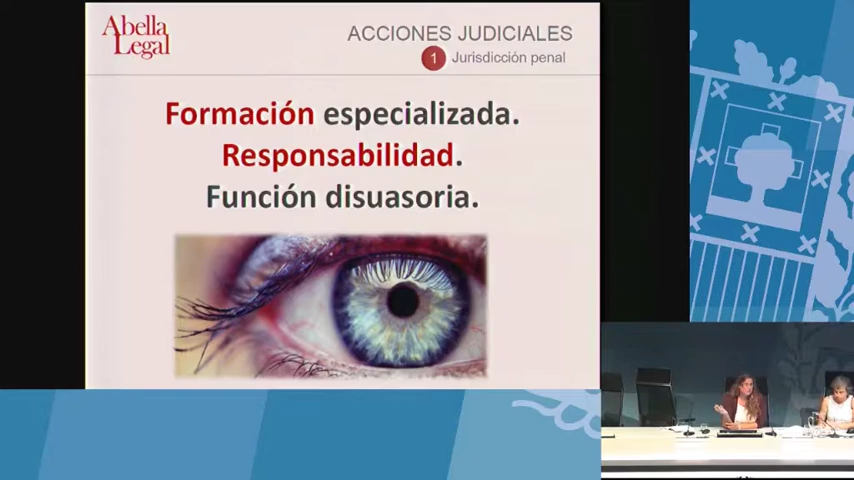 Abella
Legal
ACCIONES JUDICIALES
1 Jurisdicción penal
Formación especializada.
Responsabilidad.
Función disuasoria.